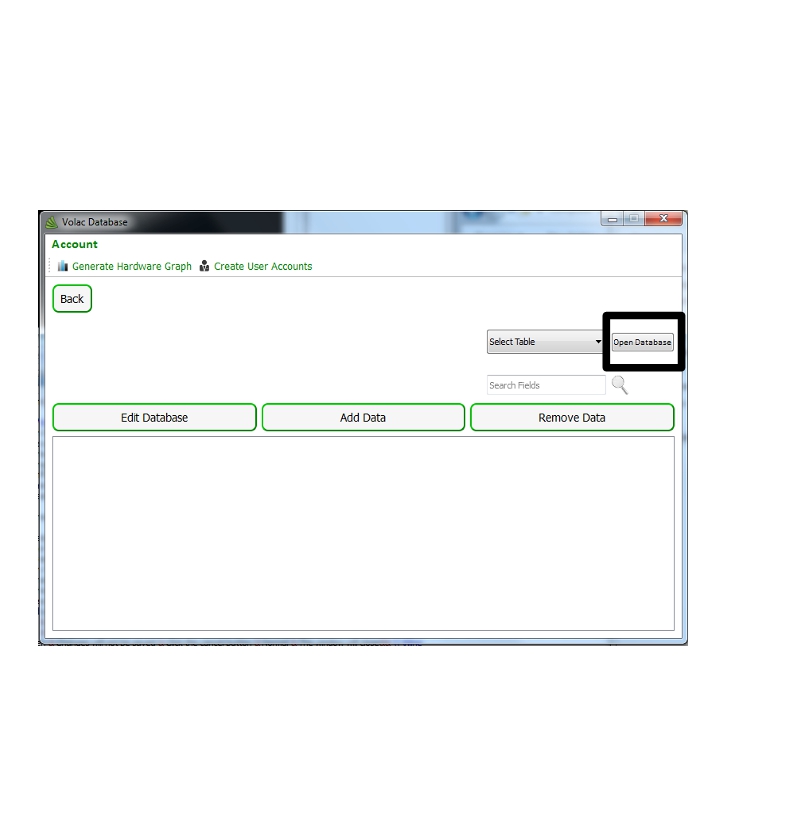 Volac Database
Account
Generate Hardware Graph Create User Accounts
Back
Select Table Open Database
Search Fields
Edit Database Add Data Remove Data